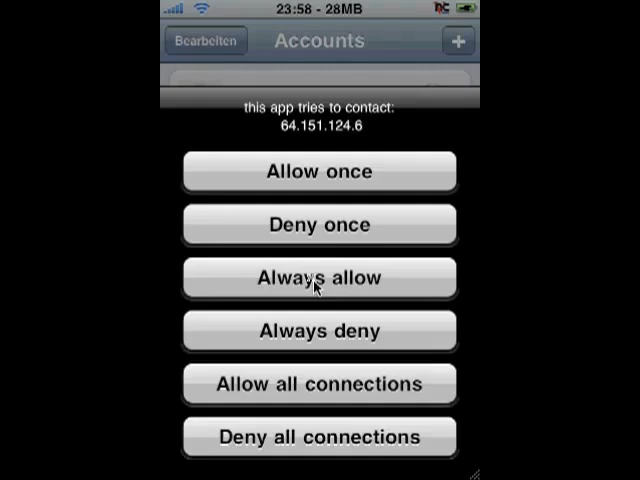 23:58 - 28MB
Bearbeiten
Accounts
+
this app tries to contact:
64.151.124.6
Allow once
Deny once
Always allow
Always deny
Allow all connections
Deny all connections